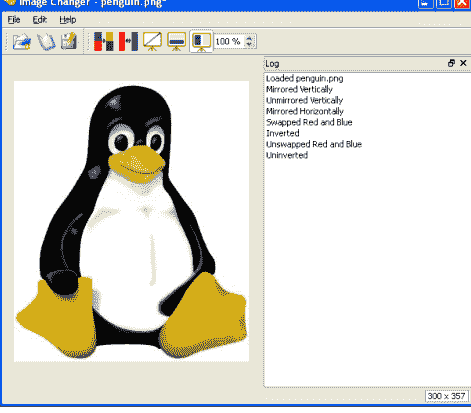 Image Changer - penguin.png*
File Edit Help
100 %
Log
Loaded penguin.png
Mirrored Vertically
Unmirrored Vertically
Mirrored Horizontally
Swapped Red and Blue
Inverted
Unswapped Red and Blue
Uninverted
300 x 357